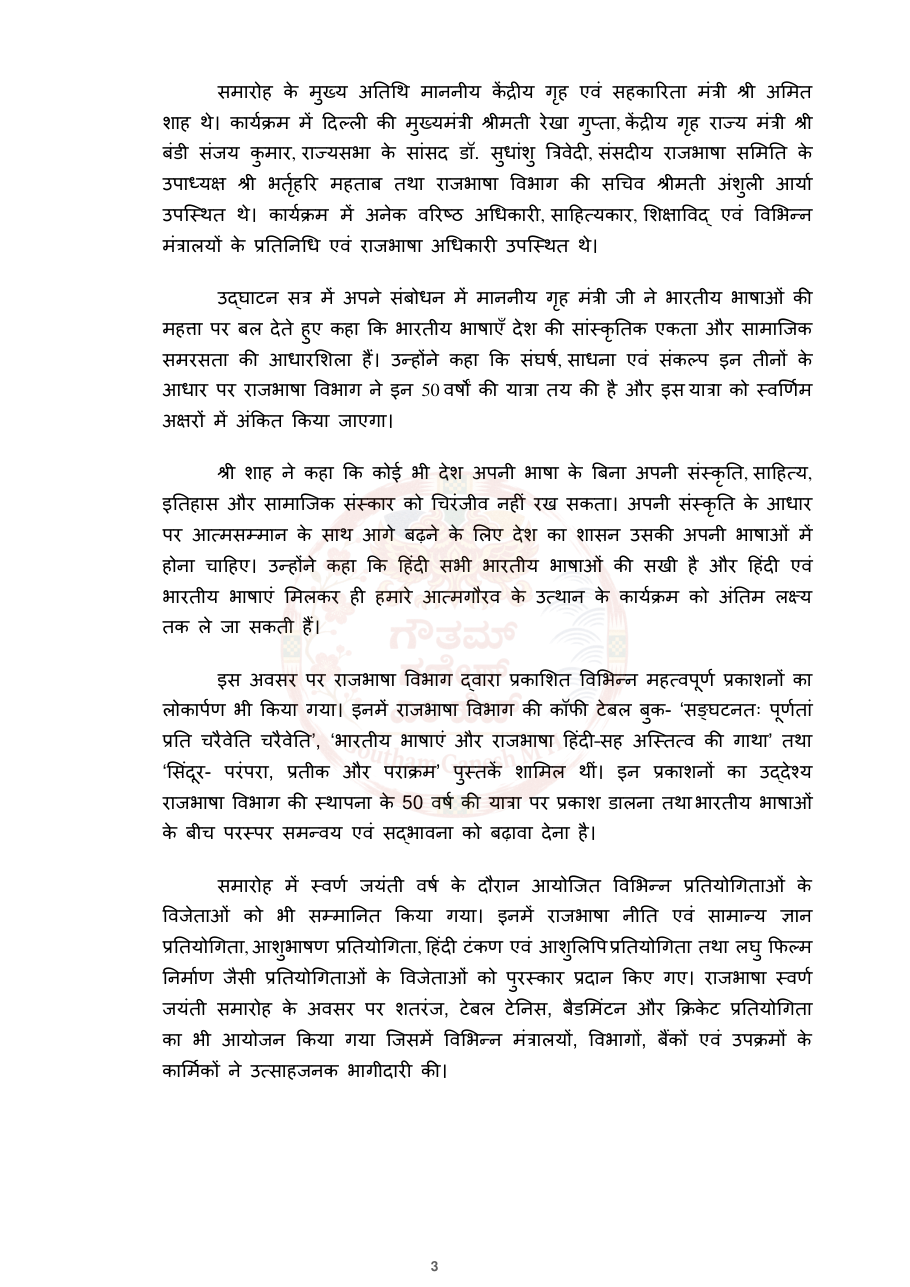 समारोह के मुख्य अतिथि माननीय केंद्रीय गृह एवं सहकारिता मंत्री श्री अमित
शाह थे। कार्यक्रम में दिल्ली की मुख्यमंत्री श्रीमती रेखा गुप्ता, केंद्रीय गृह राज्य मंत्री श्री
बंडी संजय कुमार, राज्यसभा के सांसद डॉ. सुधांशु त्रिवेदी, संसदीय राजभाषा समिति के
उपाध्यक्ष श्री भर्तृहरि महताब तथा राजभाषा विभाग की सचिव श्रीमती अंशुली आर्या
उपस्थित थे। कार्यक्रम में अनेक वरिष्ठ अधिकारी, साहित्यकार, शिक्षाविद् एवं विभिन्न
मंत्रालयों के प्रतिनिधि एवं राजभाषा अधिकारी उपस्थित थे।
उद्घाटन सत्र में अपने संबोधन में माननीय गृह मंत्री जी ने भारतीय भाषाओं की
महत्ता पर बल देते हुए कहा कि भारतीय भाषाएँ देश की सांस्कृतिक एकता और सामाजिक
समरसता की आधारशिला हैं। उन्होंने कहा कि संघर्ष, साधना एवं संकल्प इन तीनों के
आधार पर राजभाषा विभाग ने इन 50 वर्षों की यात्रा तय की है और इस यात्रा को स्वर्णिम
अक्षरों में अंकित किया जाएगा।
श्री शाह ने कहा कि कोई भी देश अपनी भाषा के बिना अपनी संस्कृति, साहित्य,
इतिहास और सामाजिक संस्कार को चिरंजीव नहीं रख सकता। अपनी संस्कृति के आधार
पर आत्मसम्मान के साथ आगे बढ़ने के लिए देश का शासन उसकी अपनी भाषाओं में
होना चाहिए। उन्होंने कहा कि हिंदी सभी भारतीय भाषाओं की सखी है और हिंदी एवं
भारतीय भाषाएं मिलकर ही हमारे आत्मगौरव के उत्थान के कार्यक्रम को अंतिम लक्ष्य
तक ले जा सकती हैं।
ಗೌತಮ್
ಗಣೇಶ್
इस अवसर पर राजभाषा विभाग द्वारा प्रकाशित विभिन्न महत्वपूर्ण प्रकाशनों का
लोकार्पण भी किया गया। इनमें राजभाषा विभाग की कॉफी टेबल बुक- ‘सङ्घटनतः पूर्णतां
प्रति चरैवेति चरैवेति’, ‘भारतीय भाषाएं और राजभाषा हिंदी-सह अस्तित्व की गाथा’ तथा
Goutham Ganesh M H
‘सिंदूर- परंपरा, प्रतीक और पराक्रम’ पुस्तकें शामिल थीं। इन प्रकाशनों का उद्देश्य
राजभाषा विभाग की स्थापना के 50 वर्ष की यात्रा पर प्रकाश डालना तथा भारतीय भाषाओं
के बीच परस्पर समन्वय एवं सद्भावना को बढ़ावा देना है।
समारोह में स्वर्ण जयंती वर्ष के दौरान आयोजित विभिन्न प्रतियोगिताओं के
विजेताओं को भी सम्मानित किया गया। इनमें राजभाषा नीति एवं सामान्य ज्ञान
प्रतियोगिता, आशुभाषण प्रतियोगिता, हिंदी टंकण एवं आशुलिपि प्रतियोगिता तथा लघु फिल्म
निर्माण जैसी प्रतियोगिताओं के विजेताओं को पुरस्कार प्रदान किए गए। राजभाषा स्वर्ण
जयंती समारोह के अवसर पर शतरंज, टेबल टेनिस, बैडमिंटन और क्रिकेट प्रतियोगिता
का भी आयोजन किया गया जिसमें विभिन्न मंत्रालयों, विभागों, बैंकों एवं उपक्रमों के
कार्मिकों ने उत्साहजनक भागीदारी की।
3